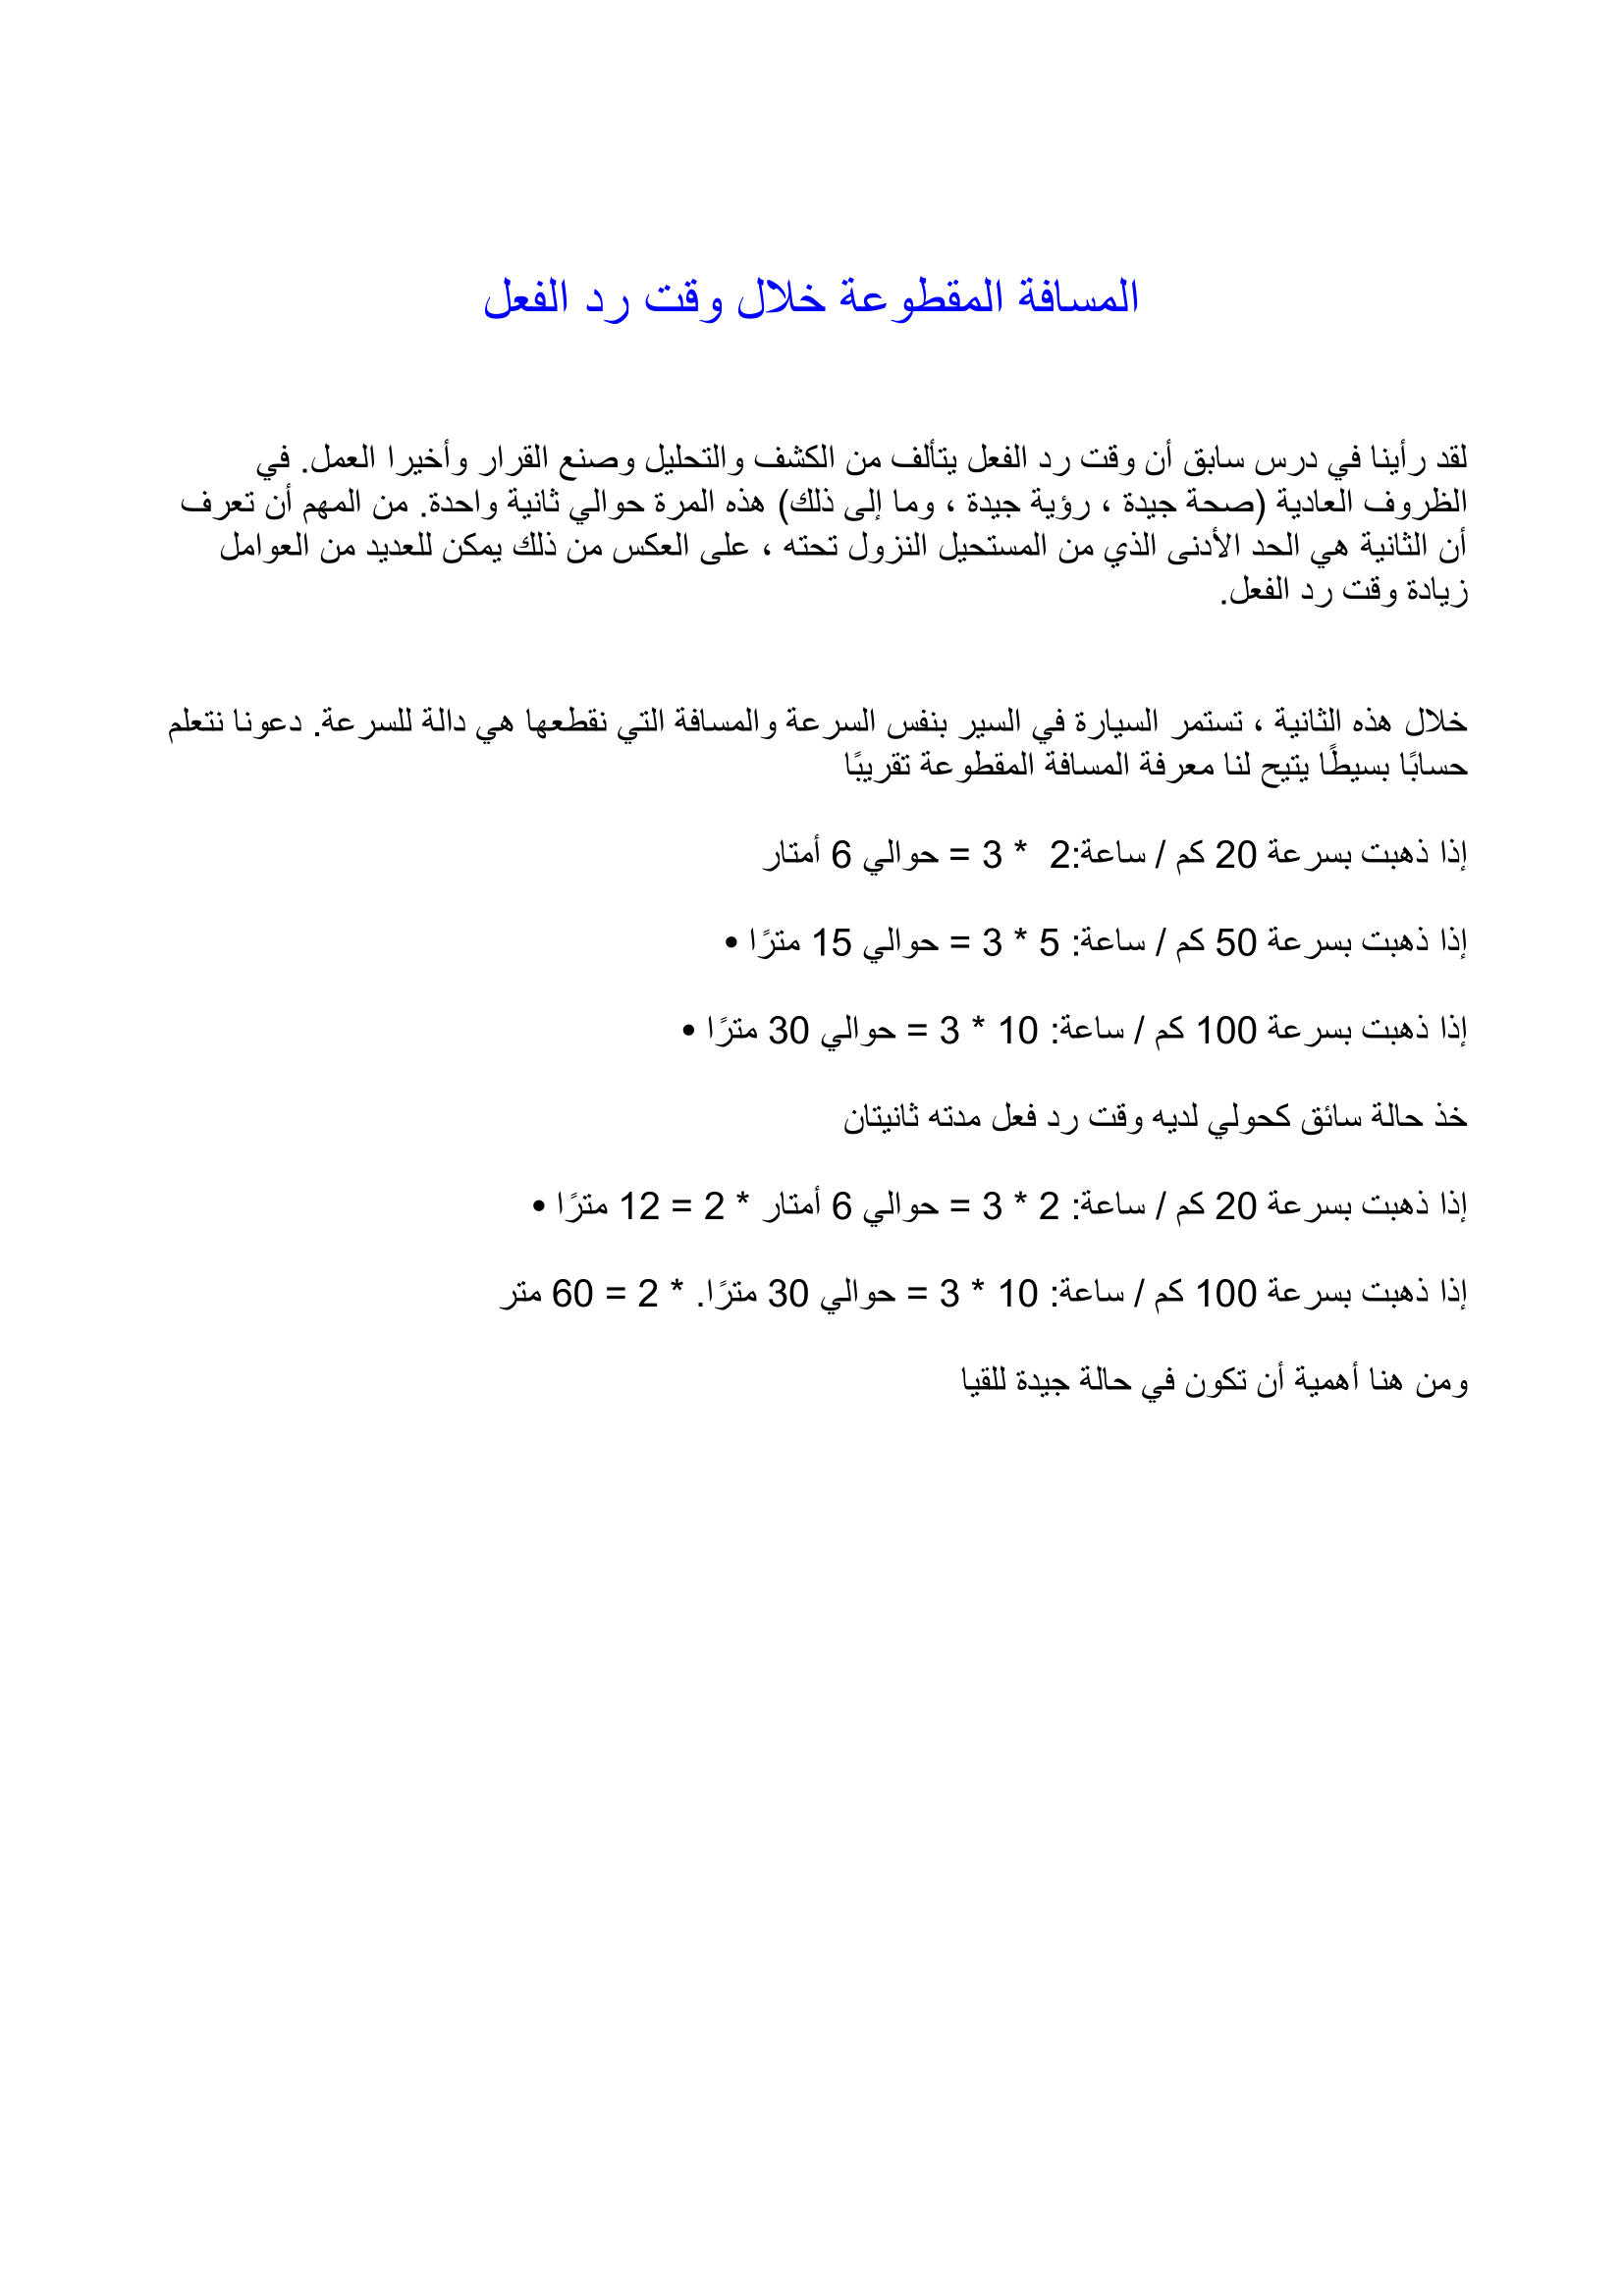 المسافة المقطوعة خلال وقت رد الفعل
لقد رأينا في درس سابق أن وقت رد الفعل يتألف من الكشف والتحليل وصنع القرار وأخيرا العمل. في
الظروف العادية (صحة جيدة ، رؤية جيدة ، وما إلى ذلك) هذه المرة حوالي ثانية واحدة. من المهم أن تعرف
أن الثانية هي الحد الأدنى الذي من المستحيل النزول تحته ، على العكس من ذلك يمكن للعديد من العوامل
زيادة وقت رد الفعل.
خلال هذه الثانية ، تستمر السيارة في السير بنفس السرعة والمسافة التي نقطعها هي دالة للسرعة. دعونا نتعلم
حسابًا بسيطًا يتيح لنا معرفة المسافة المقطوعة تقريبًا
إذا ذهبت بسرعة 20 كم / ساعة:2  * 3 = حوالي 6 أمتار
إذا ذهبت بسرعة 50 كم / ساعة: 5 * 3 = حوالي 15 مترًا •
إذا ذهبت بسرعة 100 كم / ساعة: 10 * 3 = حوالي 30 مترًا •
خذ حالة سائق كحولي لديه وقت رد فعل مدته ثانيتان
إذا ذهبت بسرعة 20 كم / ساعة: 2 * 3 = حوالي 6 أمتار * 2 = 12 مترًا •
إذا ذهبت بسرعة 100 كم / ساعة: 10 * 3 = حوالي 30 مترًا. * 2 = 60 متر
ومن هنا أهمية أن تكون في حالة جيدة للقيا